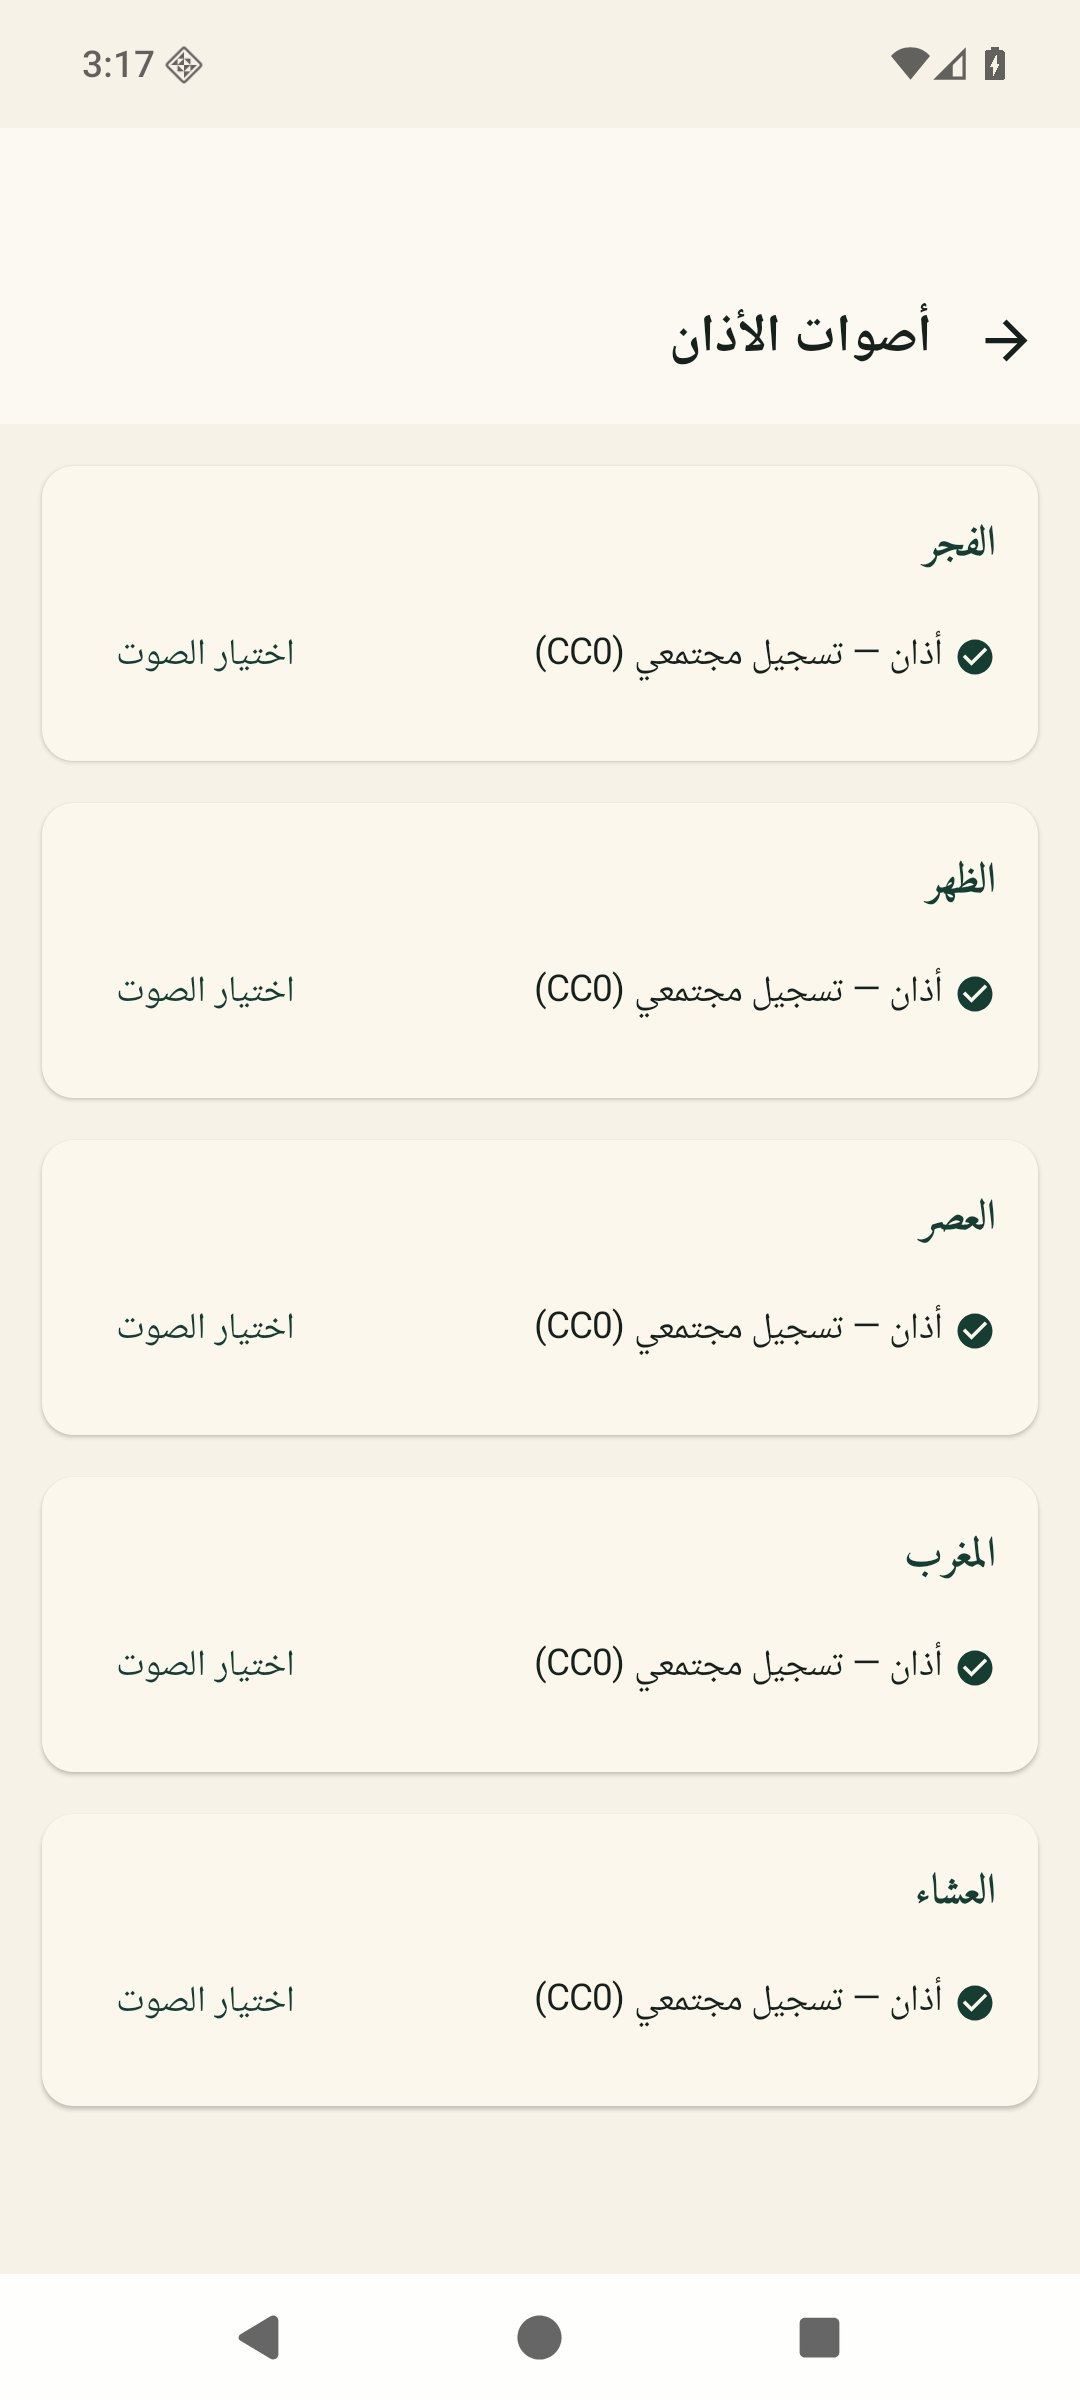 3:17
أصوات الأذان
الفجر
أذان — تسجيل مجتمعي (CC0)
اختيار الصوت
الظهر
أذان — تسجيل مجتمعي (CC0)
اختيار الصوت
العصر
أذان — تسجيل مجتمعي (CC0)
اختيار الصوت
المغرب
أذان — تسجيل مجتمعي (CC0)
اختيار الصوت
العشاء
أذان — تسجيل مجتمعي (CC0)
اختيار الصوت